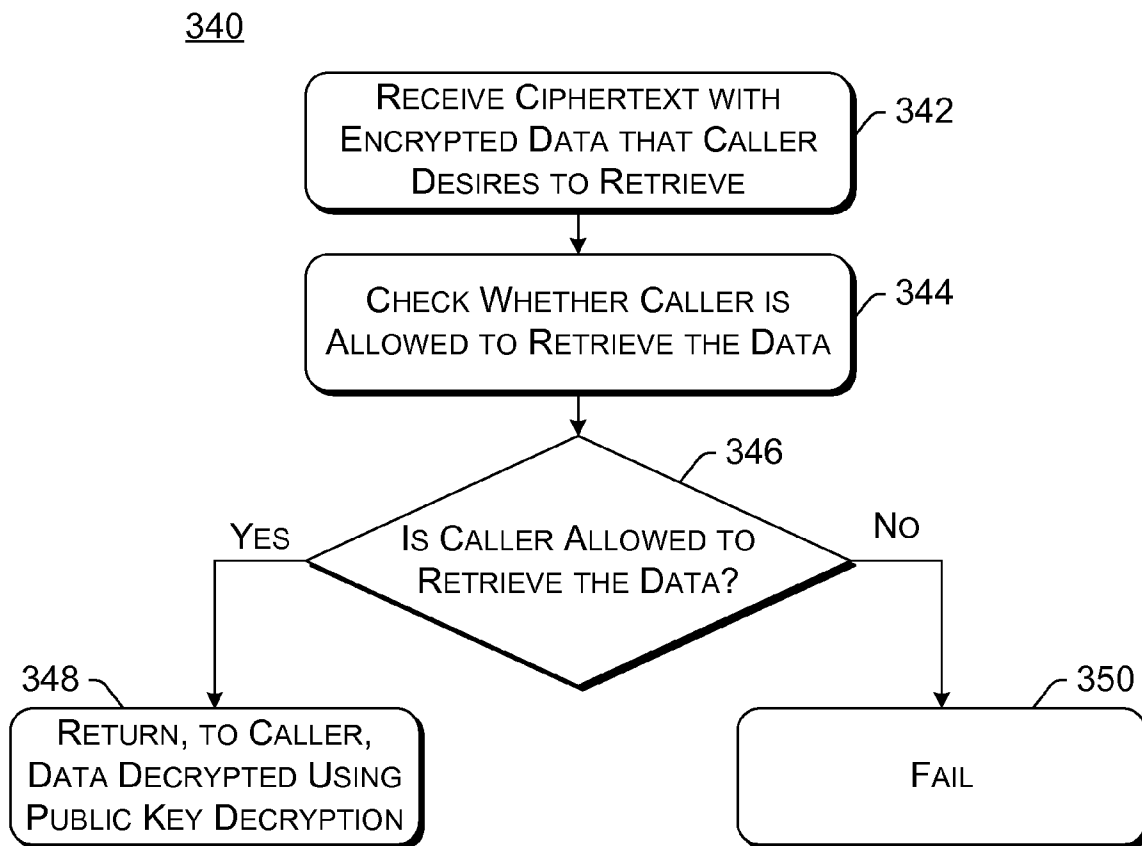 340
RECEIVE CIPHERTEXT WITH
ENCRYPTED DATA THAT CALLER
DESIRES TO RETRIEVE
342
CHECK WHETHER CALLER IS
ALLOWED TO RETRIEVE THE DATA
344
346
IS CALLER ALLOWED TO
RETRIEVE THE DATA?
YES
NO
348
RETURN, TO CALLER,
DATA DECRYPTED USING
PUBLIC KEY DECRYPTION
350
FAIL